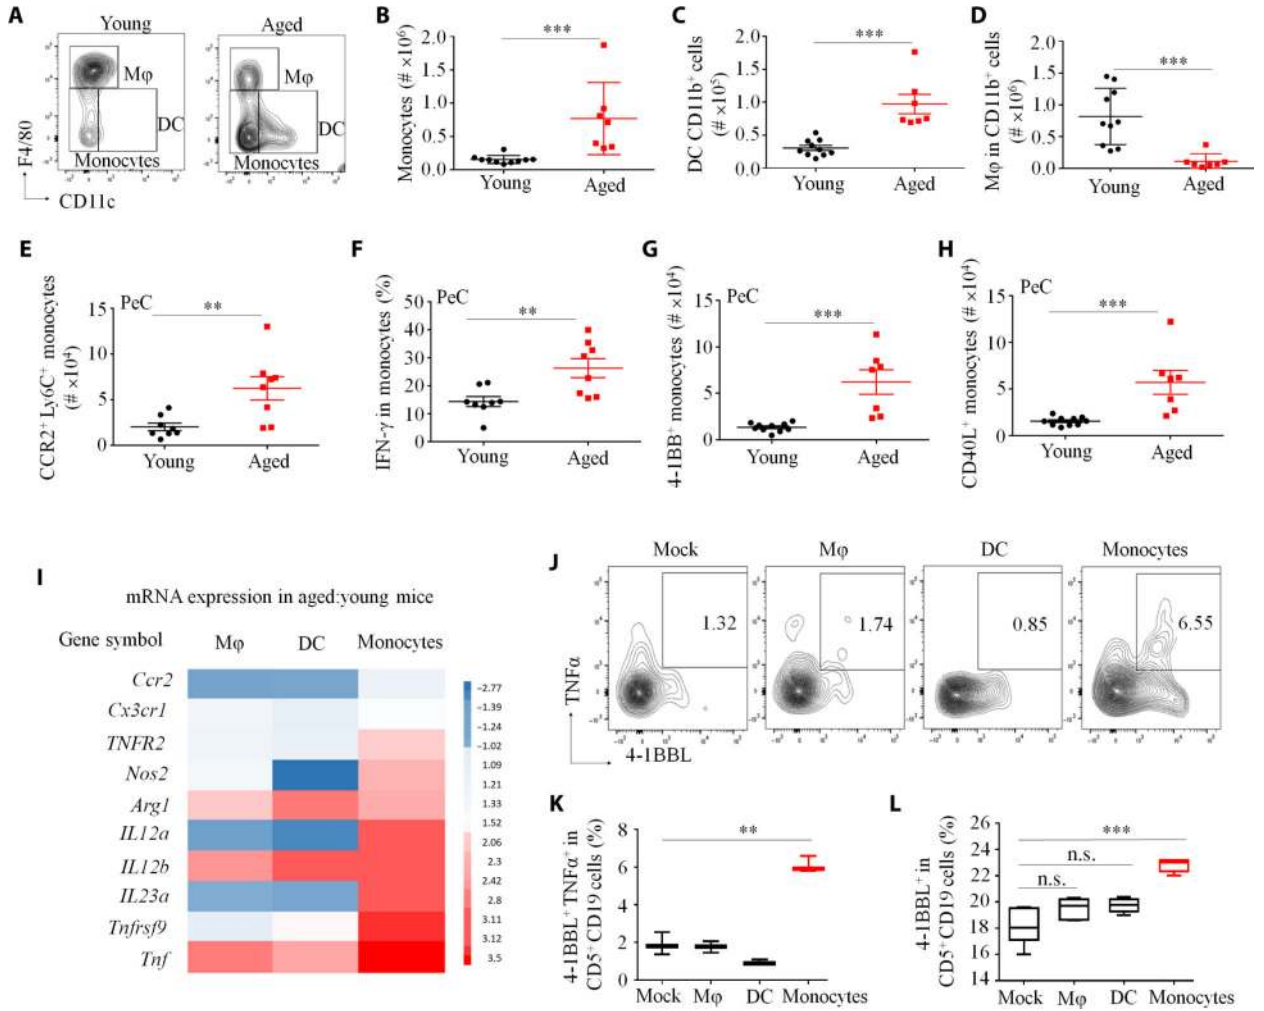 A
Young
Aged
Mφ
Mφ
DC
DC
Monocytes
Monocytes
F4/80
CD11c
B
Monocytes (# ×10⁶)
2.0
1.5
1.0
0.5
0.0
***
Young
Aged
C
DC CD11b⁺ cells
(# ×10⁵)
2.0
1.5
1.0
0.5
0.0
***
Young
Aged
D
Mφ in CD11b⁺ cells
(# ×10⁶)
2.0
1.5
1.0
0.5
0.0
***
Young
Aged
E
CCR2⁺ Ly6C⁺ monocytes
(# ×10⁴)
PeC
15
10
5
0
**
Young
Aged
F
IFN-γ in monocytes (%)
PeC
50
40
30
20
10
0
**
Young
Aged
G
4-1BB⁺ monocytes (# ×10⁴)
PeC
15
10
5
0
***
Young
Aged
H
CD40L⁺ monocytes (# ×10⁴)
PeC
15
10
5
0
***
Young
Aged
I
mRNA expression in aged:young mice
Gene symbol
Mφ
DC
Monocytes
Ccr2
Cx3cr1
TNFR2
Nos2
Arg1
IL12a
IL12b
IL23a
Tnfrsf9
Tnf
−2.77
−1.39
−1.24
−1.02
1.09
1.21
1.33
1.52
2.06
2.3
2.42
2.8
3.11
3.12
3.5
J
Mock
Mφ
DC
Monocytes
1.32
1.74
0.85
6.55
TNFα
4-1BBL
K
4-1BBL⁺ TNFα⁺ in
CD5⁺ CD19 cells (%)
8
6
4
2
0
**
Mock
Mφ
DC
Monocytes
L
4-1BBL⁺ in
CD5⁺ CD19 cells (%)
26
24
22
20
18
16
14
***
n.s.
n.s.
Mock
Mφ
DC
Monocytes